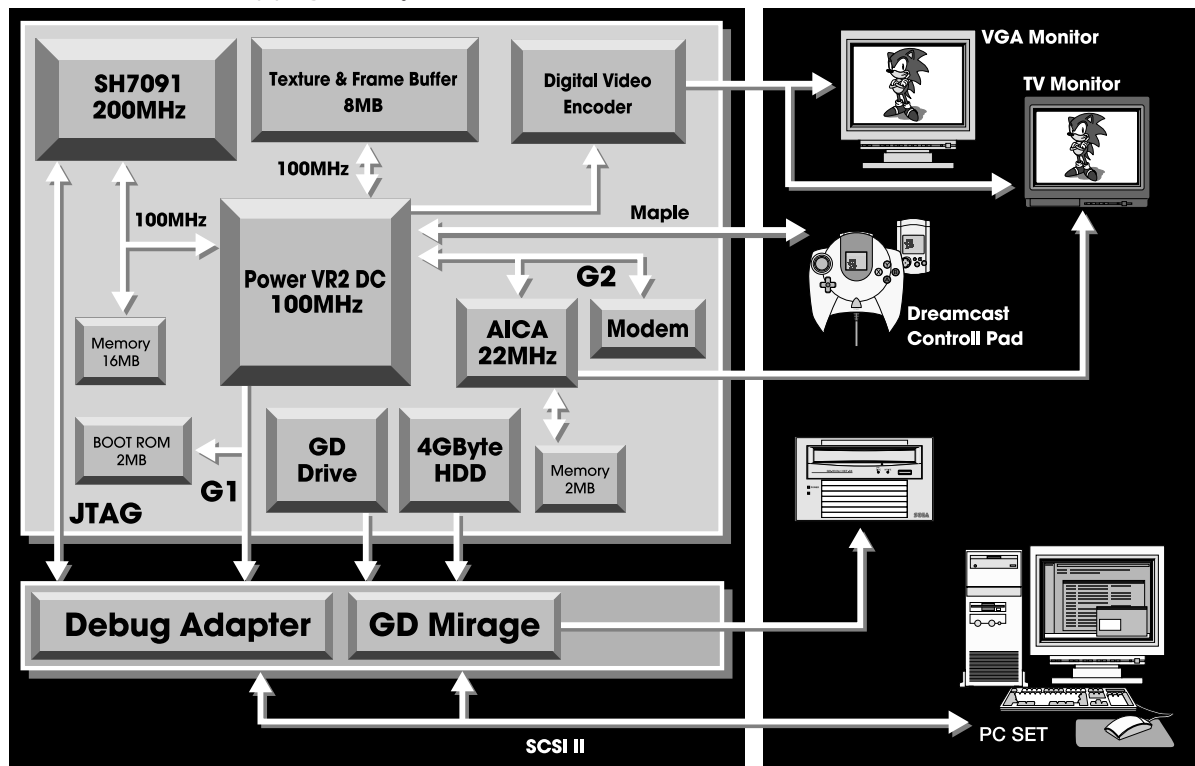 SH7091
200MHz
Texture & Frame Buffer
8MB
Digital Video
Encoder
VGA Monitor
TV Monitor
100MHz
100MHz
Maple
Power VR2 DC
100MHz
G2
AICA
22MHz
Modem
Dreamcast
Controll Pad
Memory
16MB
BOOT ROM
2MB
G1
GD
Drive
4GByte
HDD
Memory
2MB
JTAG
SEGA
Debug Adapter
GD Mirage
SCSI II
PC SET